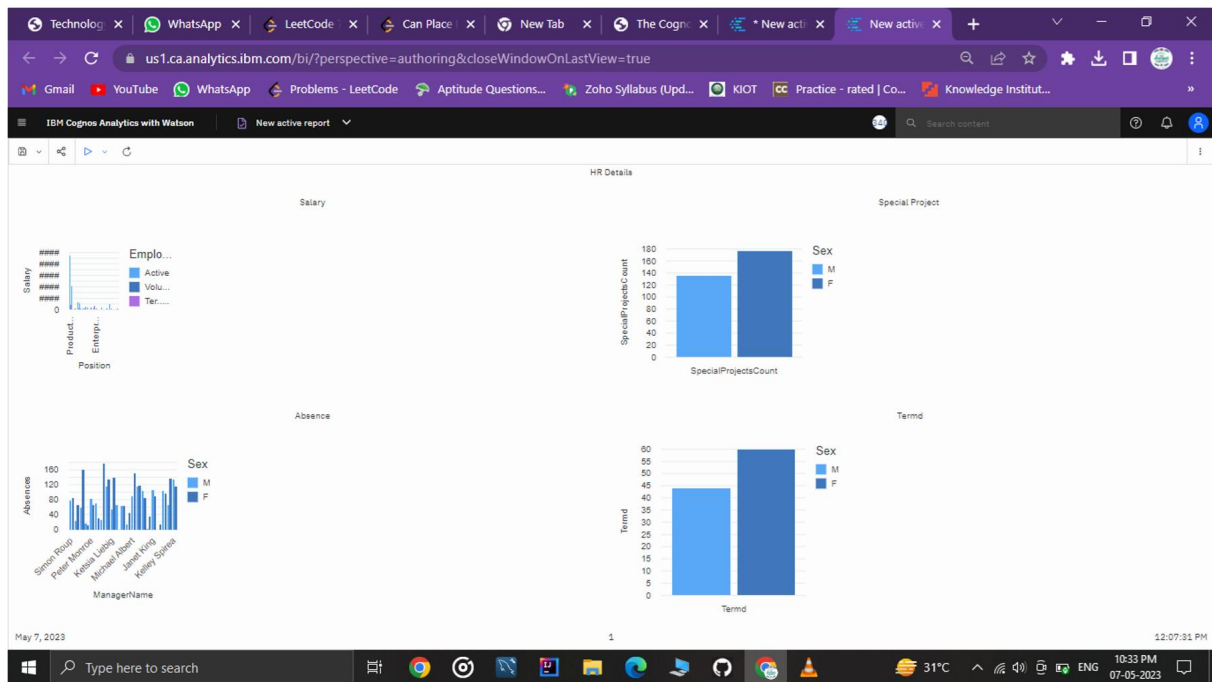 Technolog
WhatsApp
LeetCode
Can Place
New Tab
The Cogno
* New acti
New active
us1.ca.analytics.ibm.com/bi/?perspective=authoring&closeWindowOnLastView=true
Gmail
YouTube
WhatsApp
Problems - LeetCode
Aptitude Questions...
Zoho Syllabus (Upd...
KIOT
Practice - rated | Co...
Knowledge Institut...
»
IBM Cognos Analytics with Watson
New active report
Search content
HR Details
Salary
####
####
####
####
####
0
Salary
Product...
Enterpr...
Position
Emplo...
Active
Volu...
Ter.....
Special Project
180
160
140
120
100
80
60
40
20
0
SpecialProjectsCount
SpecialProjectsCount
Sex
M
F
Absence
160
120
80
40
0
Absences
Simon Roup
Peter Monroe
Ketsia Liebig
Michael Albert
Janet King
Kelley Spirea
ManagerName
Sex
M
F
Termd
60
55
50
45
40
35
30
25
20
15
10
5
0
Termd
Termd
Sex
M
F
May 7, 2023
1
12:07:31 PM
Type here to search
31°C
ENG
10:33 PM
07-05-2023